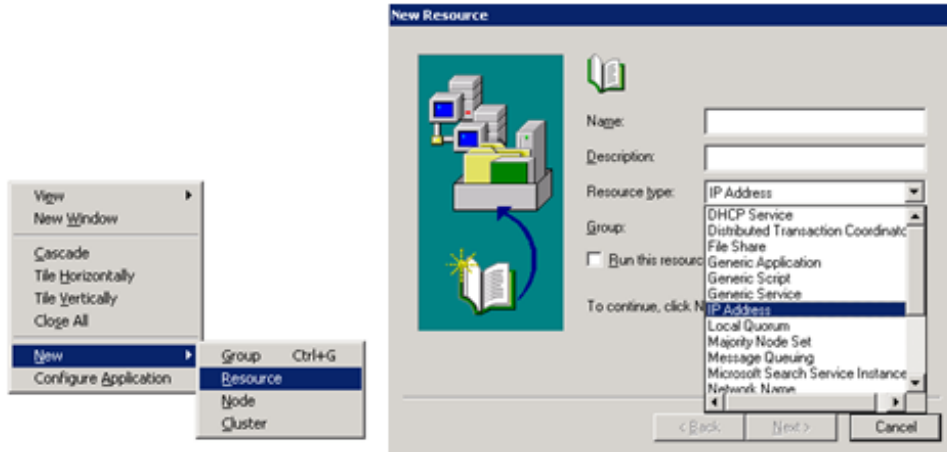 View
New Window
Cascade
Tile Horizontally
Tile Vertically
Close All
New
Configure Application
Group Ctrl+G
Resource
Node
Cluster
New Resource
Name:
Description:
Resource type: IP Address
DHCP Service
Distributed Transaction Coordinato
Group:
File Share
Run this resourc
Generic Application
Generic Script
Generic Service
To continue, click N
IP Address
Local Quorum
Majority Node Set
Message Queuing
Microsoft Search Service Instance
Network Name
< Back Next > Cancel